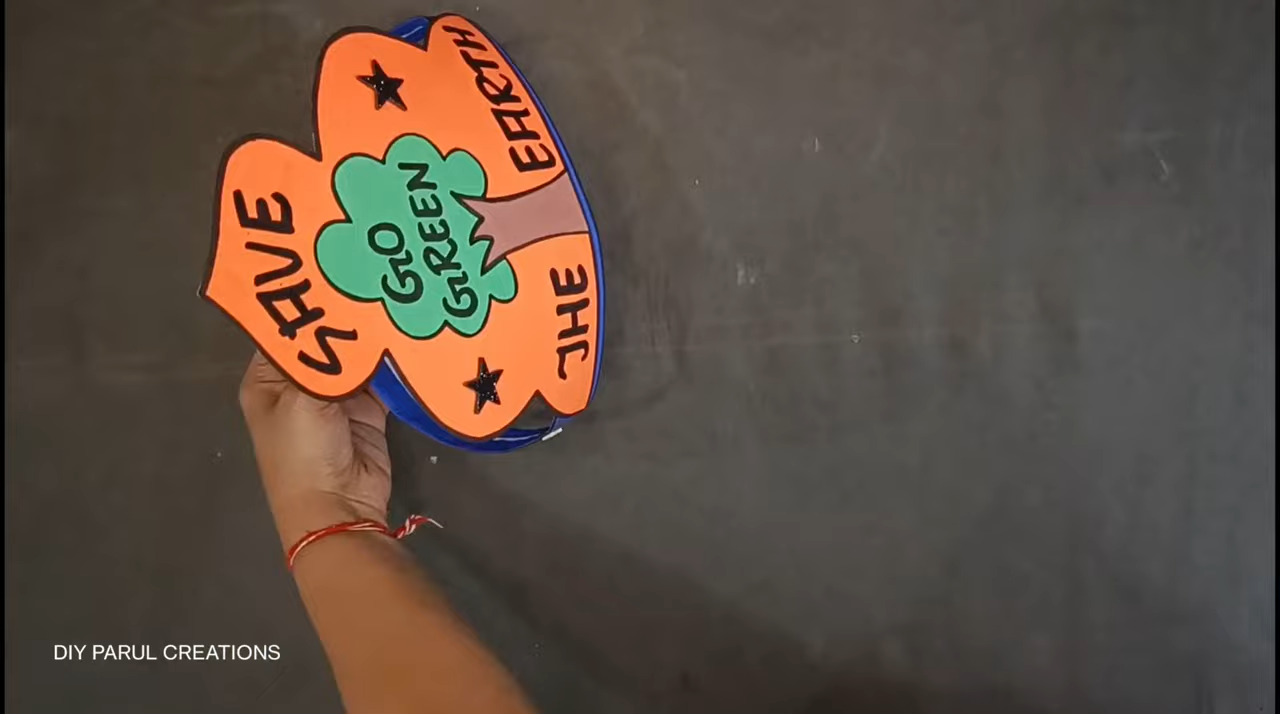 SAVE
GO
GREEN
THE EARTH
DIY PARUL CREATIONS